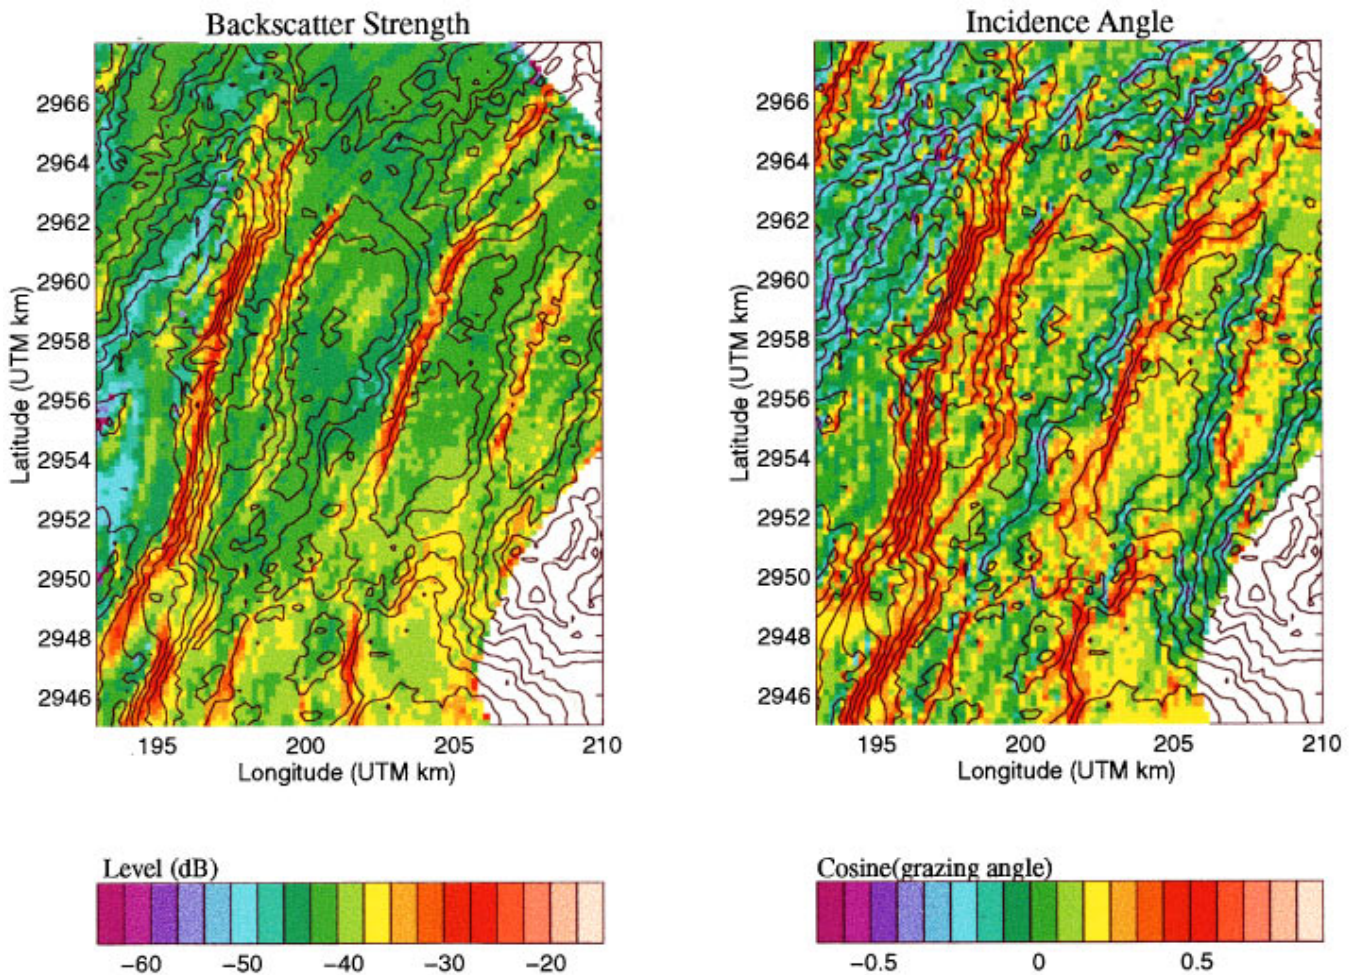 Backscatter Strength
2966
2964
2962
2960
2958
2956
2954
2952
2950
2948
2946
Latitude (UTM km)
195 200 205 210
Longitude (UTM km)
Level (dB)
-60 -50 -40 -30 -20
Incidence Angle
2966
2964
2962
2960
2958
2956
2954
2952
2950
2948
2946
Latitude (UTM km)
195 200 205 210
Longitude (UTM km)
Cosine(grazing angle)
-0.5 0 0.5